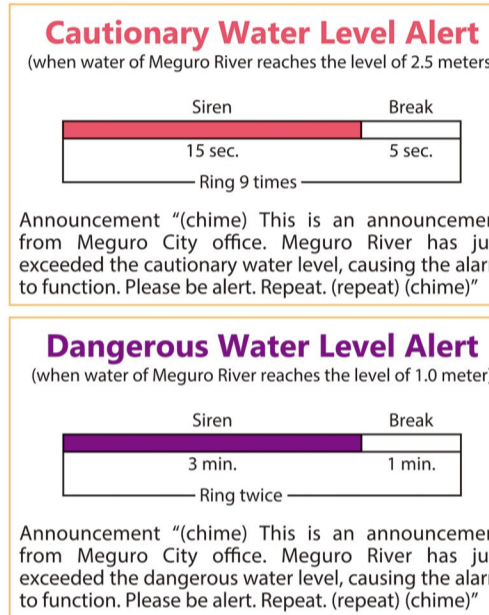 Cautionary Water Level Alert
(when water of Meguro River reaches the level of 2.5 meters
Siren Break
15 sec. 5 sec.
Ring 9 times
Announcement “(chime) This is an announcemen
from Meguro City office. Meguro River has ju
exceeded the cautionary water level, causing the alar
to function. Please be alert. Repeat. (repeat) (chime)”
Dangerous Water Level Alert
(when water of Meguro River reaches the level of 1.0 meter)
Siren Break
3 min. 1 min.
Ring twice
Announcement “(chime) This is an announcemen
from Meguro City office. Meguro River has ju
exceeded the dangerous water level, causing the alar
to function. Please be alert. Repeat. (repeat) (chime)”